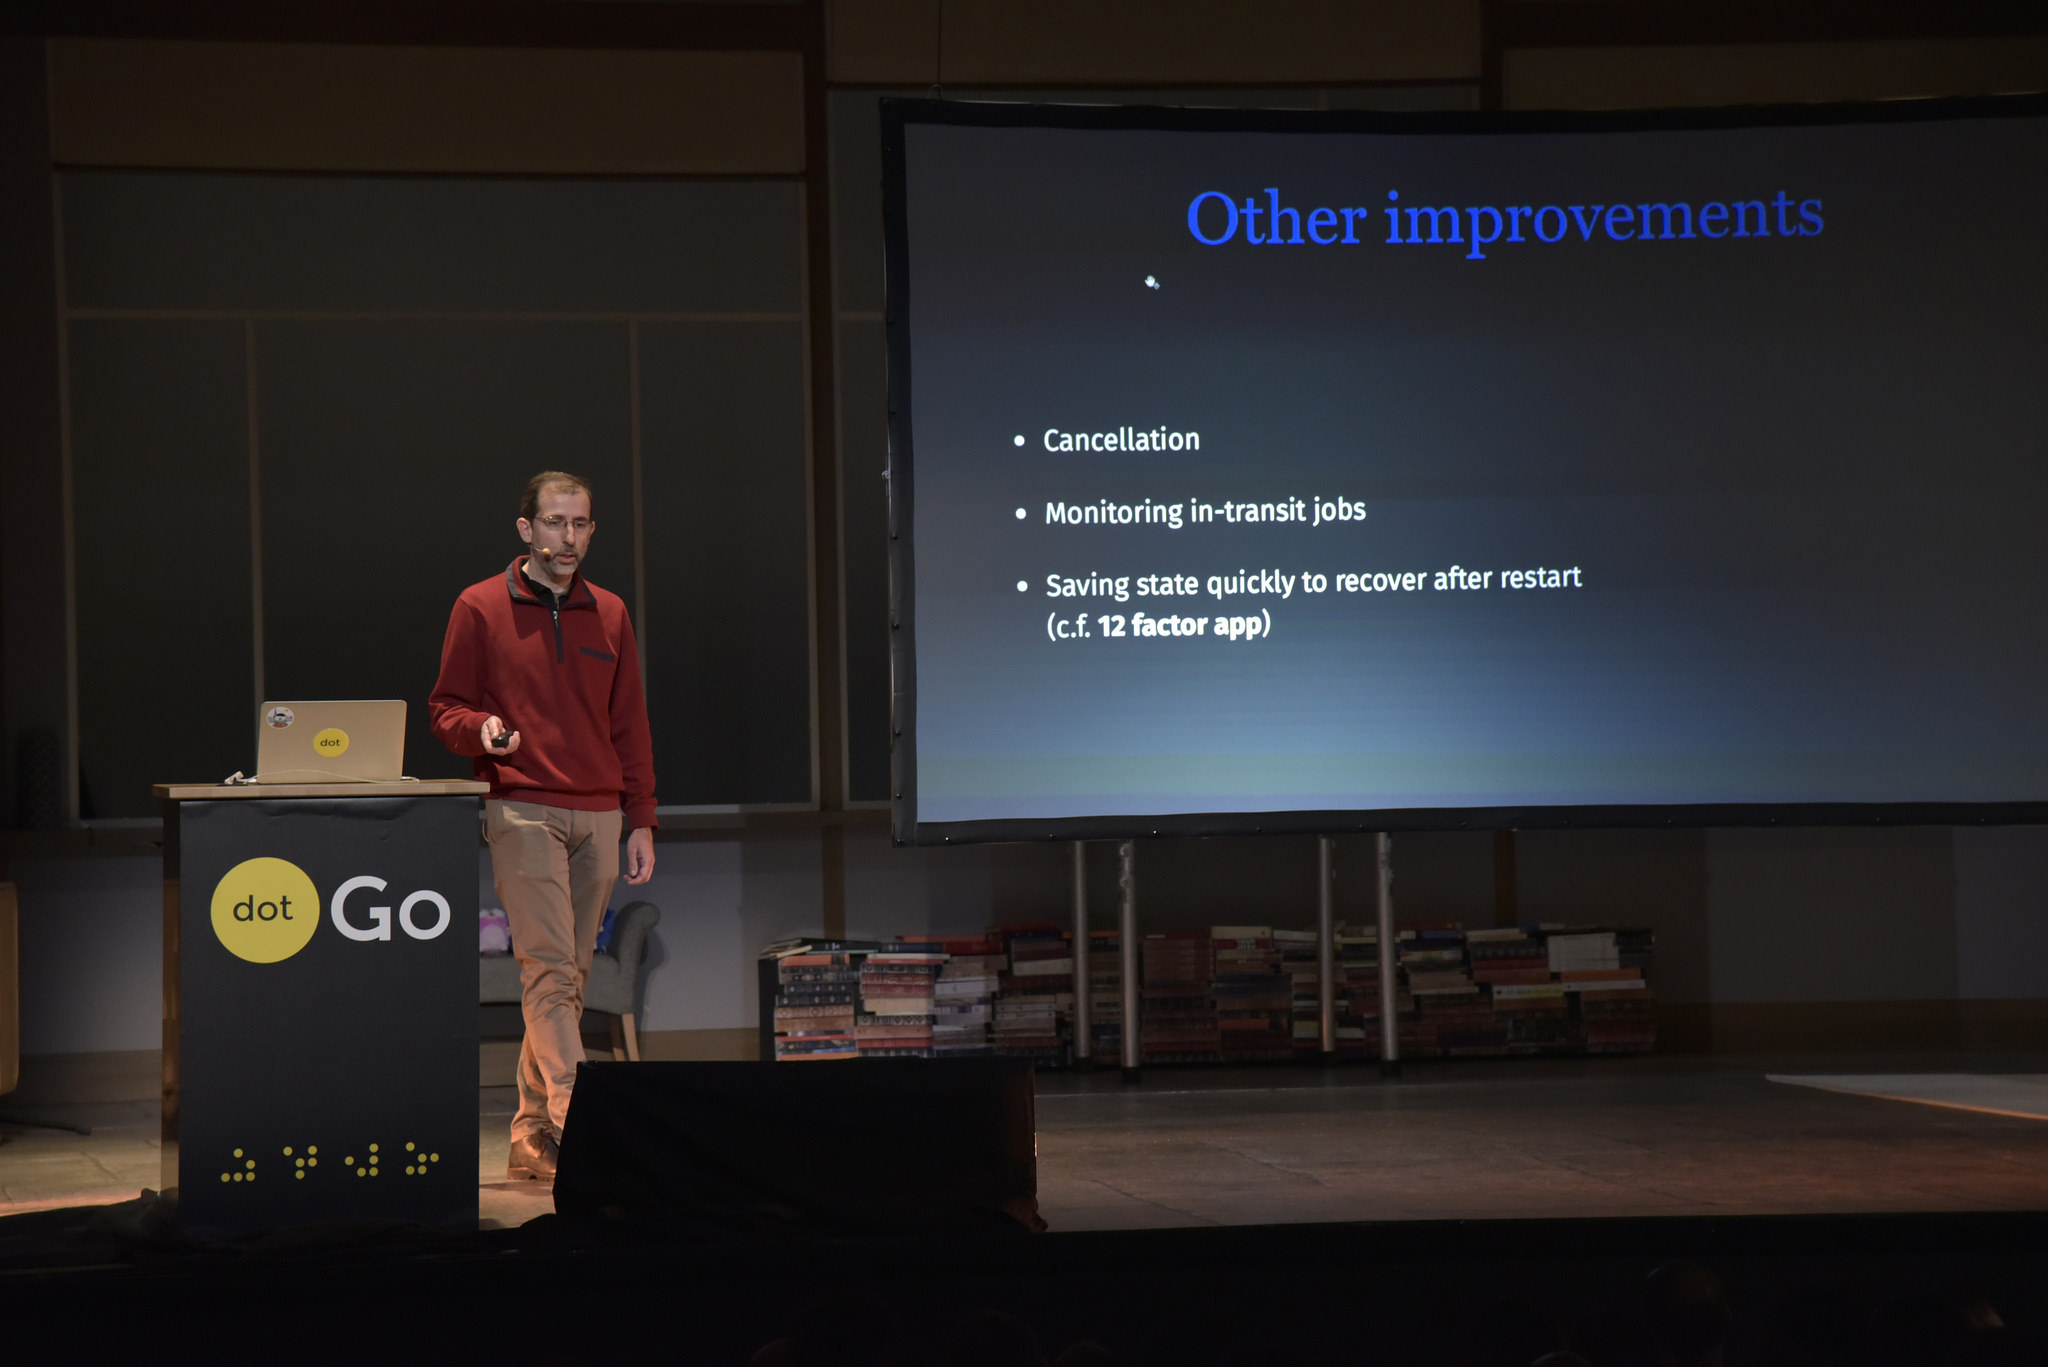 Other improvements
• Cancellation
• Monitoring in-transit jobs
• Saving state quickly to recover after restart
(c.f. 12 factor app)
dot
dot Go